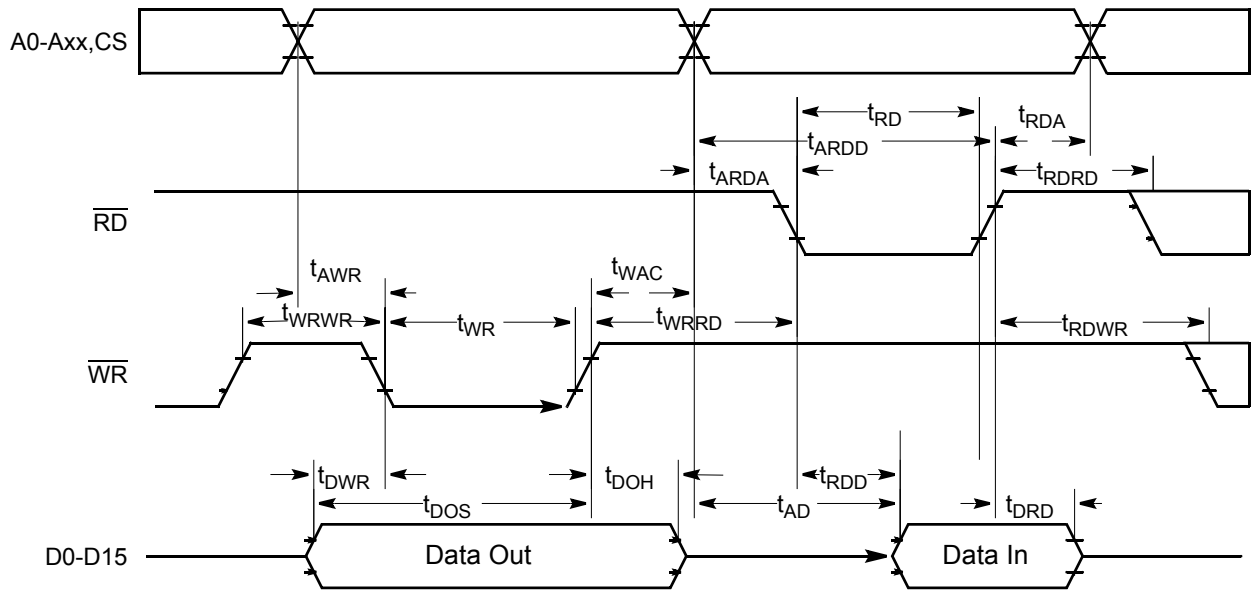 A0-Axx,CS
tRD
tRDA
tARDD
tARDA
tRDRD
RD
tAWR
tWAC
tWRWR
tWR
tWRRD
tRDWR
WR
tDWR
tDOH
tRDD
tDOS
tAD
tDRD
D0-D15
Data Out
Data In